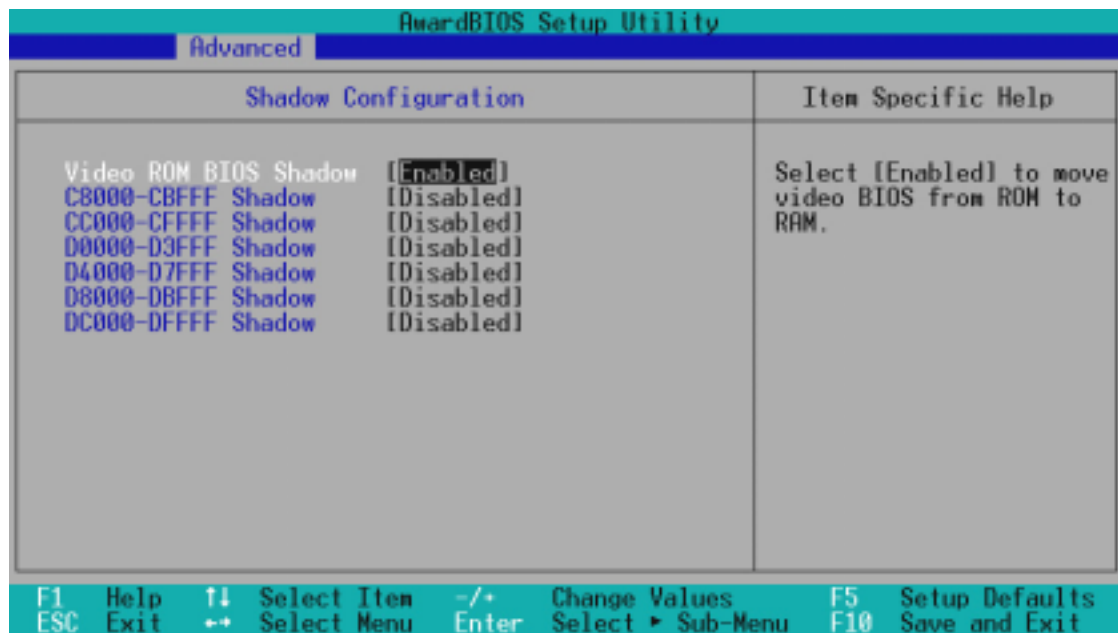 AwardBIOS Setup Utility
Advanced
Shadow Configuration
Item Specific Help
Video ROM BIOS Shadow [Enabled]
C8000-CBFFF Shadow [Disabled]
CC000-CFFFF Shadow [Disabled]
D0000-D3FFF Shadow [Disabled]
D4000-D7FFF Shadow [Disabled]
D8000-DBFFF Shadow [Disabled]
DC000-DFFFF Shadow [Disabled]
Select [Enabled] to move
video BIOS from ROM to
RAM.
F1 Help ↑↓ Select Item -/+ Change Values F5 Setup Defaults
ESC Exit ←→ Select Menu Enter Select ► Sub-Menu F10 Save and Exit